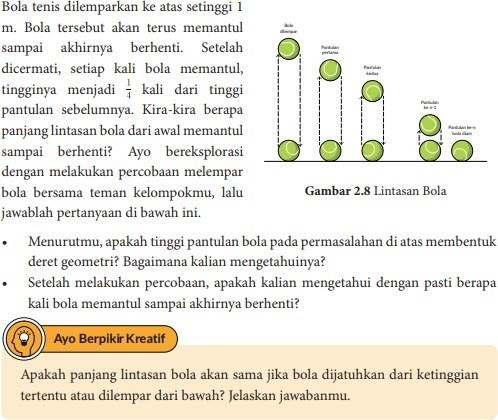 Bola tenis dilemparkan ke atas setinggi 1
m. Bola tersebut akan terus memantul
sampai akhirnya berhenti. Setelah
dicermati, setiap kali bola memantul,
tingginya menjadi 1/4 kali dari tinggi
pantulan sebelumnya. Kira-kira berapa
panjang lintasan bola dari awal memantul
sampai berhenti? Ayo bereksplorasi
dengan melakukan percobaan melempar
bola bersama teman kelompokmu, lalu
jawablah pertanyaan di bawah ini.
Bola
dilempar
Pantulan
pertama
Pantulan
kedua
Pantulan
ke n-1
Pantulan ke-n
bola diam
Gambar 2.8 Lintasan Bola
• Menurutmu, apakah tinggi pantulan bola pada permasalahan di atas membentuk
deret geometri? Bagaimana kalian mengetahuinya?
• Setelah melakukan percobaan, apakah kalian mengetahui dengan pasti berapa
kali bola memantul sampai akhirnya berhenti?
Ayo Berpikir Kreatif
Apakah panjang lintasan bola akan sama jika bola dijatuhkan dari ketinggian
tertentu atau dilempar dari bawah? Jelaskan jawabanmu.